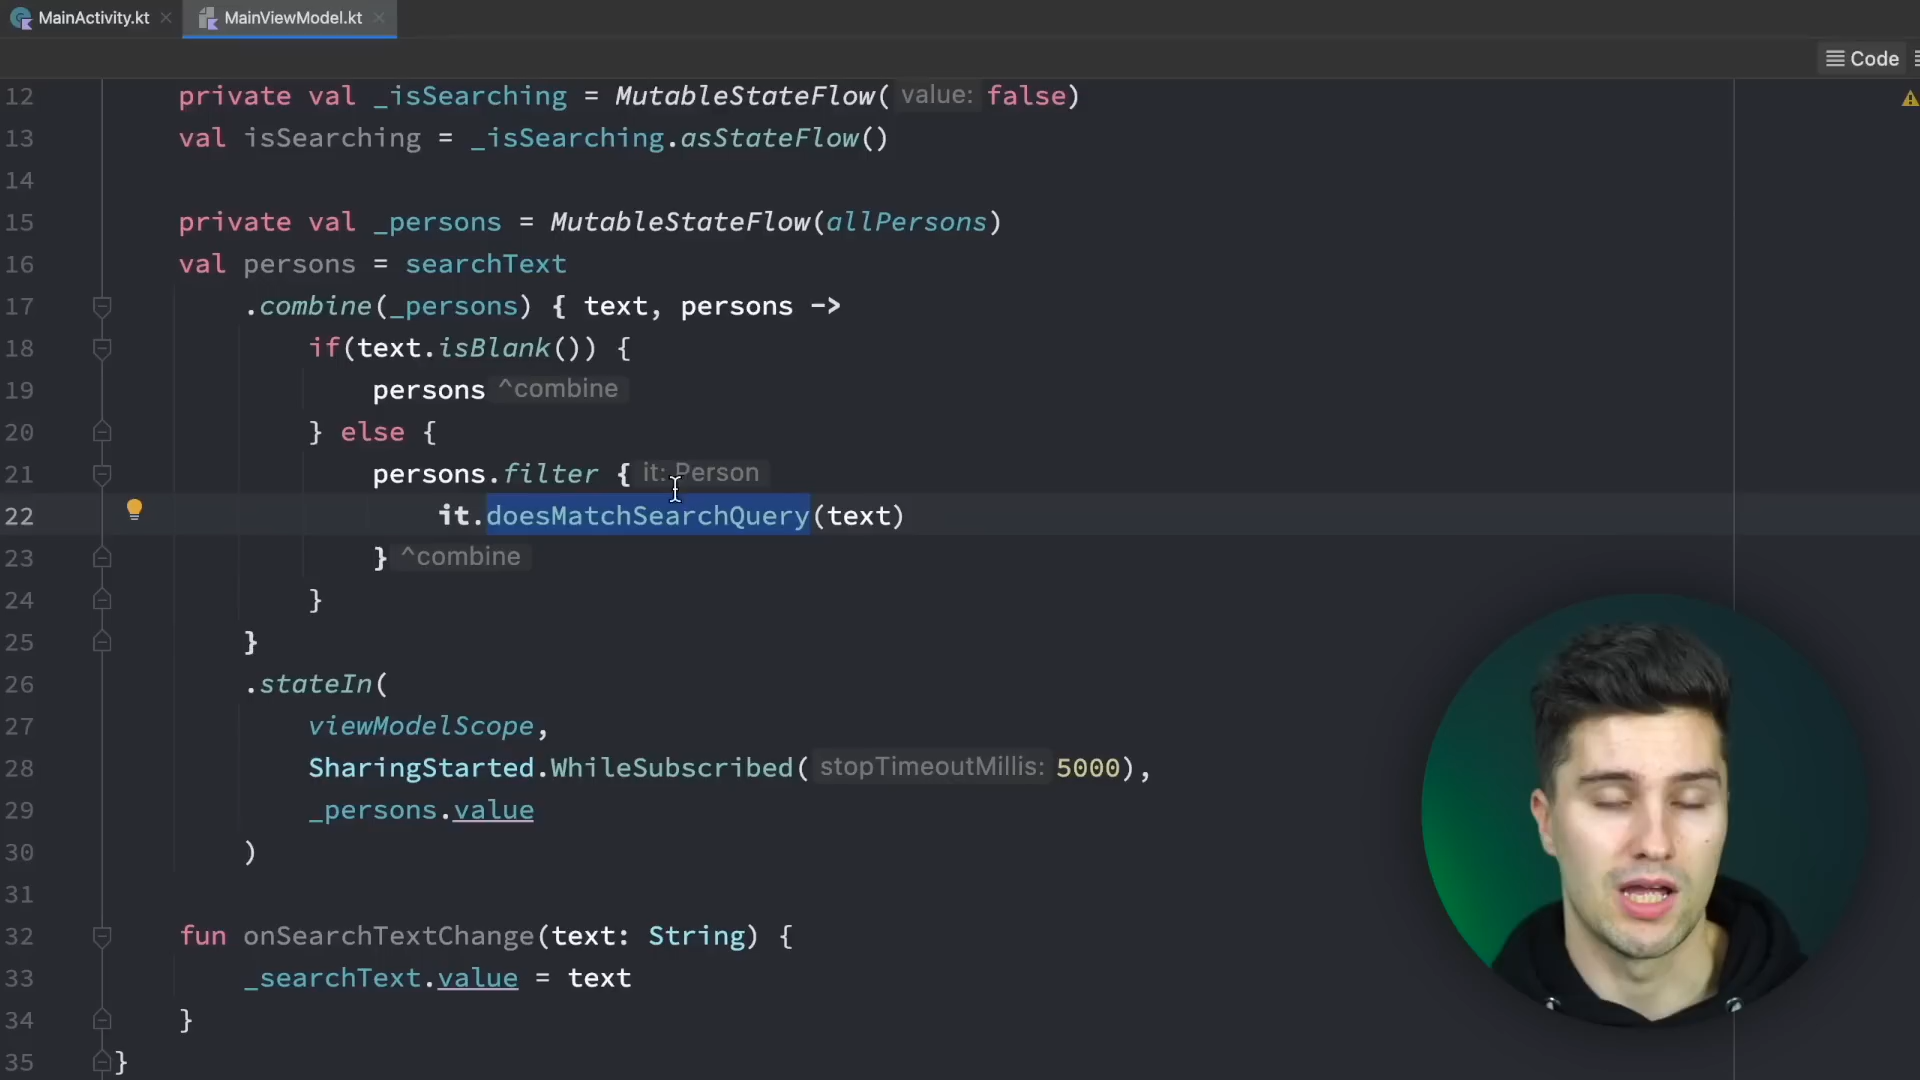 MainActivity.kt
MainViewModel.kt
Code
12 private val _isSearching = MutableStateFlow( value: false)
13 val isSearching = _isSearching.asStateFlow()
14
15 private val _persons = MutableStateFlow(allPersons)
16 val persons = searchText
17 .combine(_persons) { text, persons ->
18 if(text.isBlank()) {
19 persons ^combine
20 } else {
21 persons.filter { it: Person
22 it.doesMatchSearchQuery(text)
23 } ^combine
24 }
25 }
26 .stateIn(
27 viewModelScope,
28 SharingStarted.WhileSubscribed( stopTimeoutMillis: 5000),
29 _persons.value
30 )
31
32 fun onSearchTextChange(text: String) {
33 _searchText.value = text
34 }
35 }